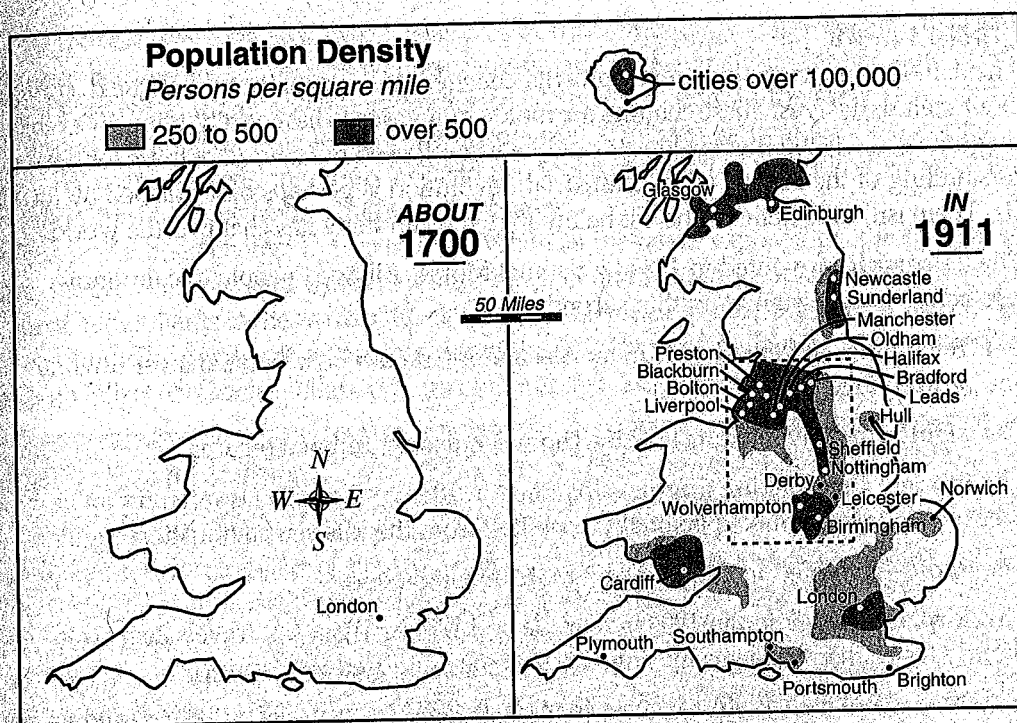 Population Density
Persons per square mile
250 to 500
over 500
cities over 100,000
ABOUT
1700
N
W
E
S
London
50 Miles
IN
1911
Glasgow
Edinburgh
Newcastle
Sunderland
Manchester
Oldham
Halifax
Bradford
Leads
Preston
Blackburn
Bolton
Liverpool
Hull
Sheffield
Nottingham
Derby
Leicester
Norwich
Wolverhampton
Birmingham
Cardiff
London
Plymouth
Southampton
Portsmouth
Brighton